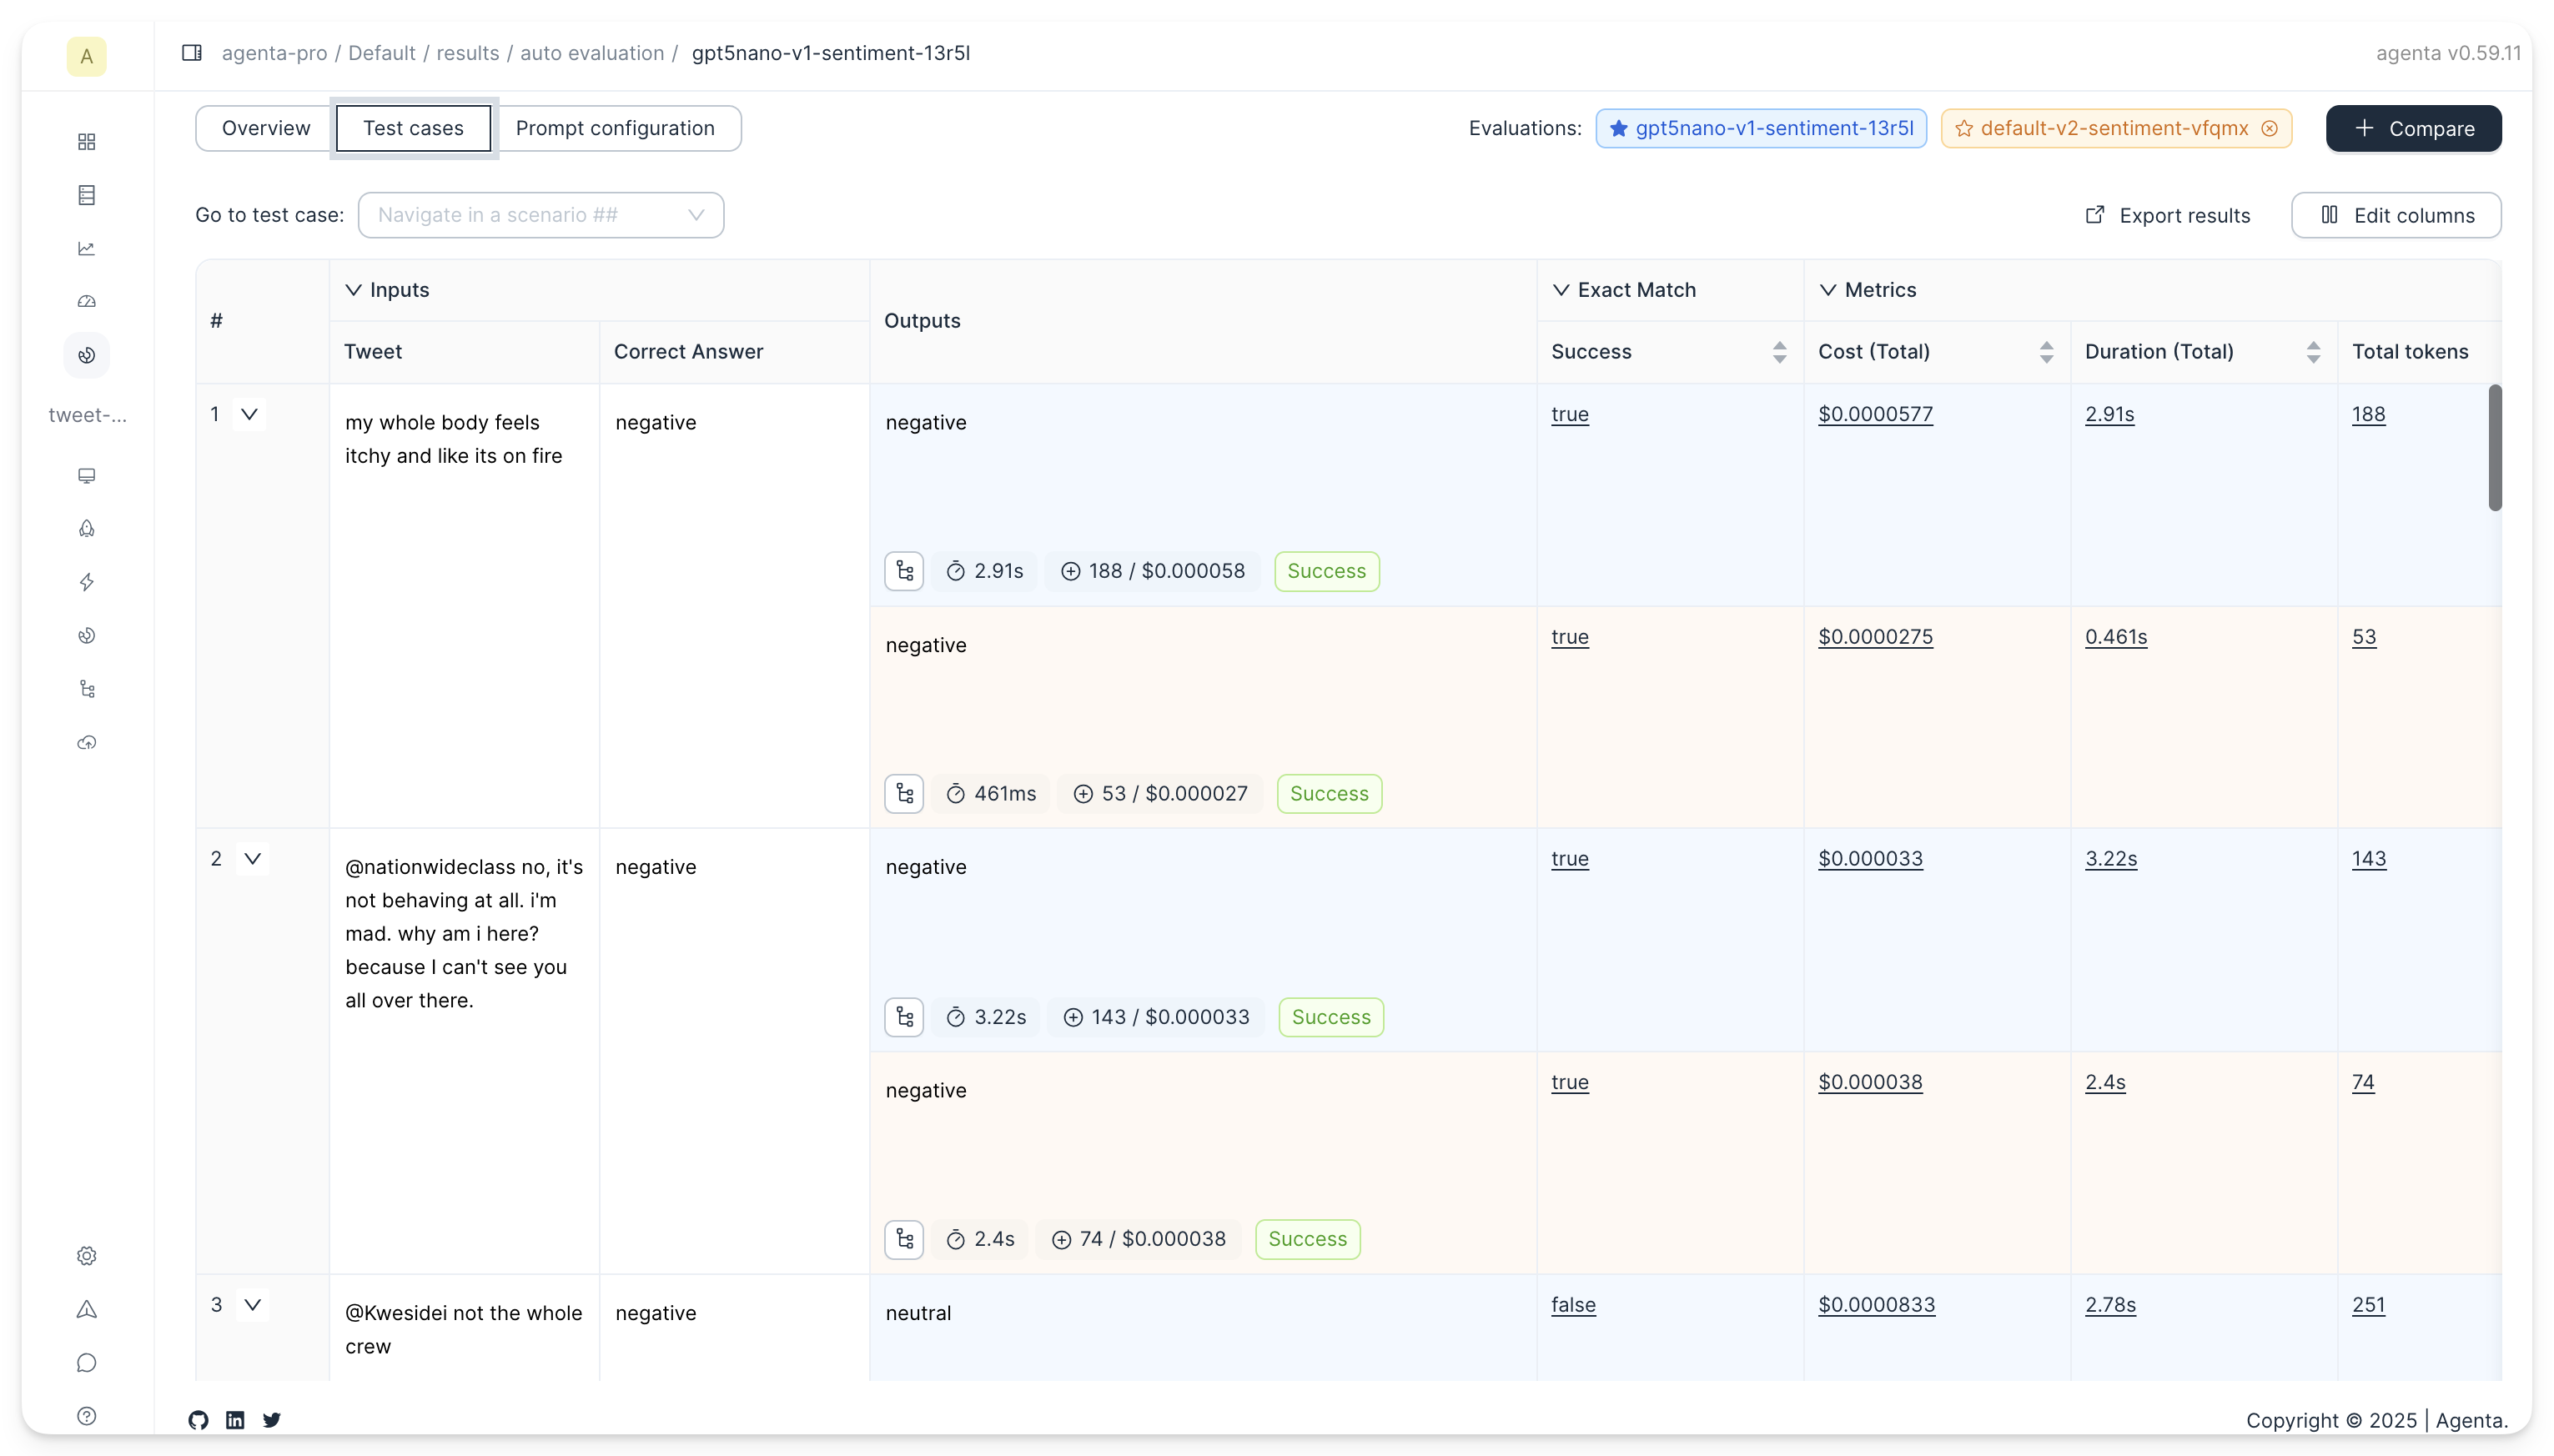 A
agenta-pro / Default / results / auto evaluation / gpt5nano-v1-sentiment-13r5l
agenta v0.59.11
Overview
Test cases
Prompt configuration
Evaluations:
gpt5nano-v1-sentiment-13r5l
default-v2-sentiment-vfqmx
Compare
Go to test case:
Navigate in a scenario ##
Export results
Edit columns
tweet-...
#
Inputs
Outputs
Exact Match
Metrics
Tweet
Correct Answer
Success
Cost (Total)
Duration (Total)
Total tokens
1
my whole body feels
itchy and like its on fire
negative
negative
2.91s
188 / $0.000058
Success
true
$0.0000577
2.91s
188
negative
461ms
53 / $0.000027
Success
true
$0.0000275
0.461s
53
2
@nationwideclass no, it's
not behaving at all. i'm
mad. why am i here?
because I can't see you
all over there.
negative
negative
3.22s
143 / $0.000033
Success
true
$0.000033
3.22s
143
negative
2.4s
74 / $0.000038
Success
true
$0.000038
2.4s
74
3
@Kwesidei not the whole
crew
negative
neutral
false
$0.0000833
2.78s
251
Copyright © 2025 | Agenta.